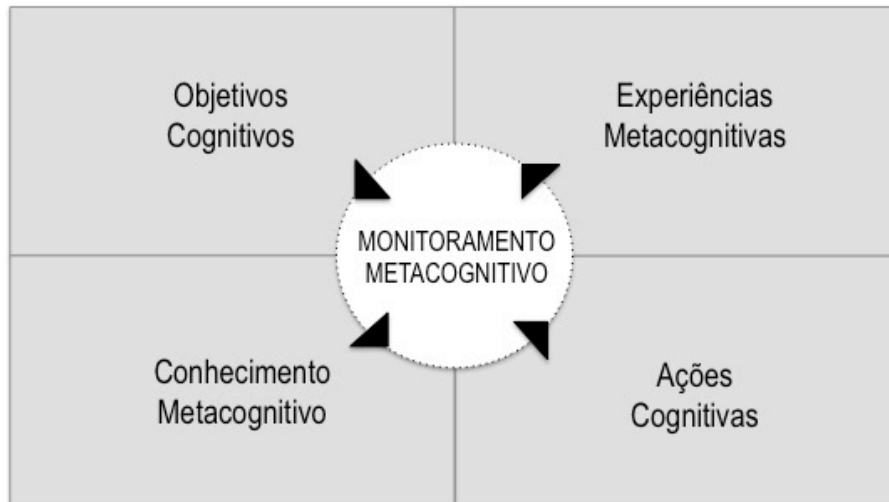 Objetivos
Cognitivos
Experiências
Metacognitivas
MONITORAMENTO
METACOGNITIVO
Conhecimento
Metacognitivo
Ações
Cognitivas